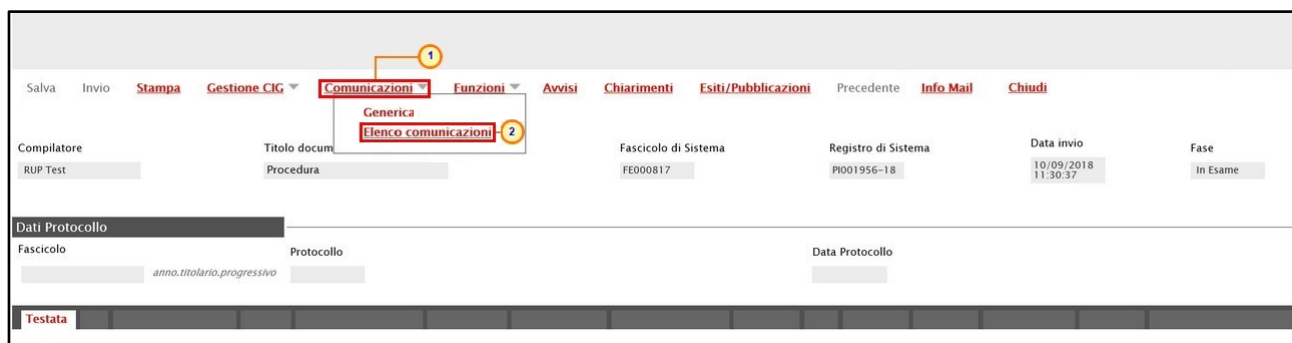 1
Salva Invio Stampa Gestione CIG Comunicazioni Funzioni Avvisi Chiarimenti Esiti/Pubblicazioni Precedente Info Mail Chiudi
Generica
Elenco comunicazioni 2
Compilatore Titolo docum Fascicolo di Sistema Registro di Sistema Data invio Fase
RUP Test Procedura FE000817 PI001956-18 10/09/2018 In Esame
11:30:37
Dati Protocollo
Fascicolo Protocollo Data Protocollo
anno.titolario.progressivo
Testata